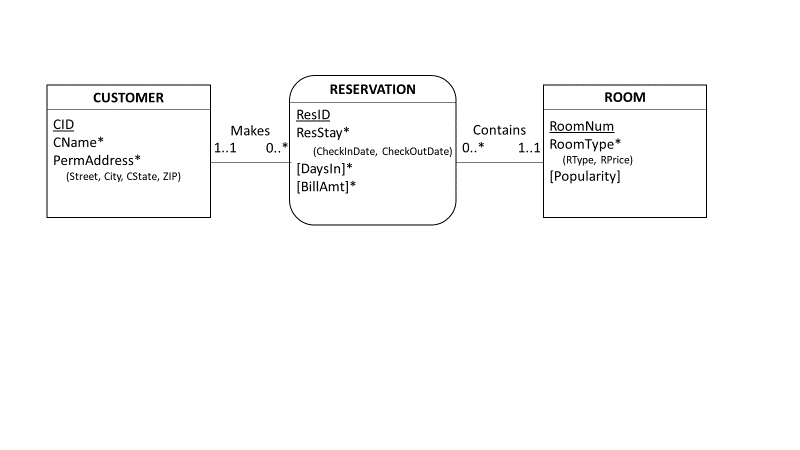 CUSTOMER
CID
CName*
PermAddress*
(Street, City, CState, ZIP)
Makes
1..1 0..*
RESERVATION
ResID
ResStay*
(CheckInDate, CheckOutDate)
[DaysIn]*
[BillAmt]*
Contains
0..* 1..1
ROOM
RoomNum
RoomType*
(RType, RPrice)
[Popularity]